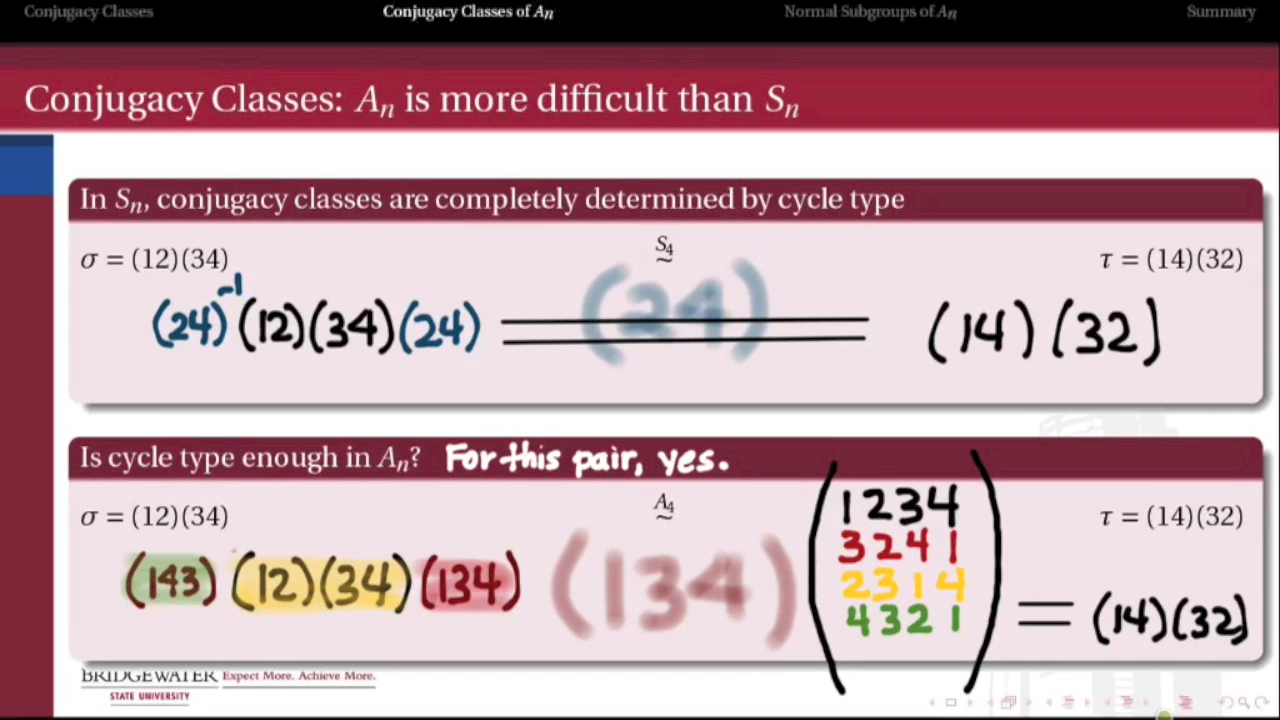 Conjugacy Classes Conjugacy Classes of Aₙ Normal Subgroups of Aₙ Summary
Conjugacy Classes: Aₙ is more difficult than Sₙ
In Sₙ, conjugacy classes are completely determined by cycle type
σ = (12)(34) S₄ ~ τ = (14)(32)
(24)⁻¹(12)(34)(24) (24) = (14)(32)
Is cycle type enough in Aₙ? For this pair, yes.
σ = (12)(34) A₄ ~ τ = (14)(32)
(143)(12)(34)(134) (134)
1234
3241
2314
4321
= (14)(32)
BRIDGEWATER Expect More. Achieve More.
STATE UNIVERSITY